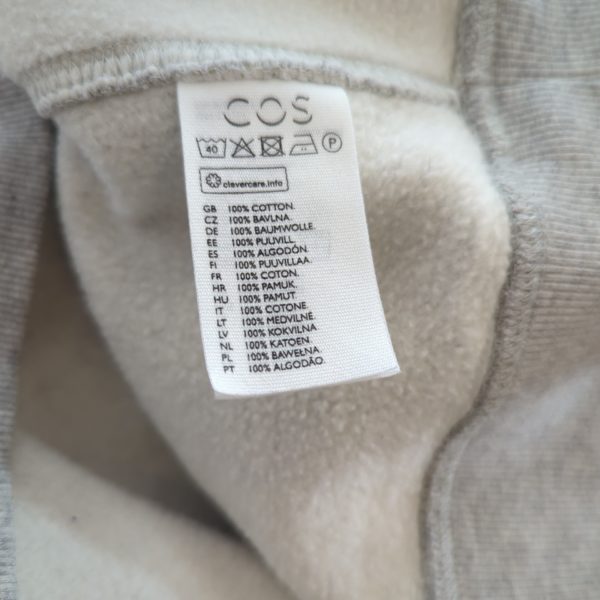 COS
40 P
clevercare.info
GB 100% COTTON.
CZ 100% BAVLNA.
DE 100% BAUMWOLLE.
EE 100% PUUVILL.
ES 100% ALGODÓN.
FI 100% PUUVILLAA.
FR 100% COTON.
HR 100% PAMUK.
HU 100% PAMUT
IT 100% COTONE.
LT 100% MEDVILNĖ.
LV 100% KOKVILNA
NL 100% KATOEN.
PL 100% BAWEŁNA.
PT 100% ALGODÃO.